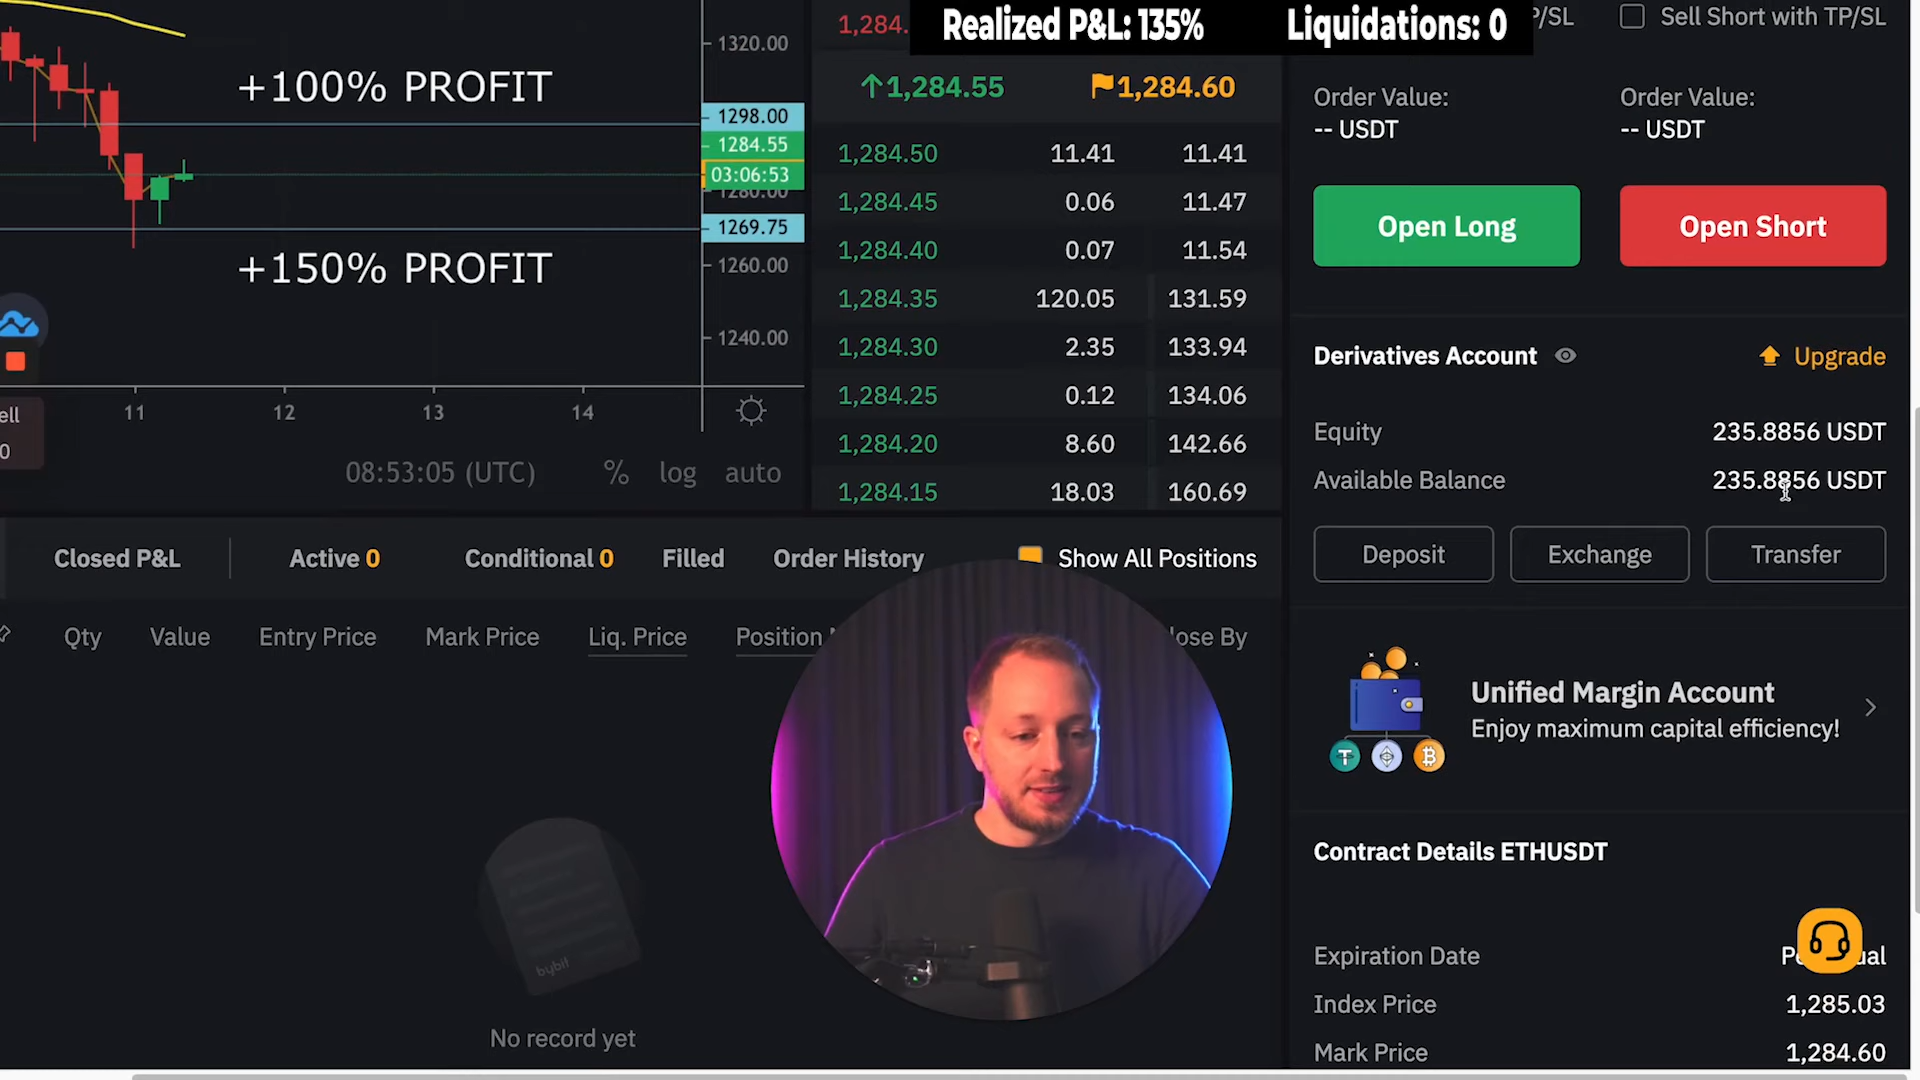 Realized P&L: 135%
Liquidations: 0
P/SL
Sell Short with TP/SL
1320.00
+100% PROFIT
1298.00
1284.55
03:06:53
1280.00
1269.75
+150% PROFIT
1260.00
1240.00
11
12
13
14
ell
0
08:53:05 (UTC)
%
log
auto
1,284.
1,284.55
1,284.60
1,284.50 11.41 11.41
1,284.45 0.06 11.47
1,284.40 0.07 11.54
1,284.35 120.05 131.59
1,284.30 2.35 133.94
1,284.25 0.12 134.06
1,284.20 8.60 142.66
1,284.15 18.03 160.69
Order Value:
-- USDT
Order Value:
-- USDT
Open Long
Open Short
Derivatives Account
Upgrade
Equity 235.8856 USDT
Available Balance 235.8856 USDT
Deposit
Exchange
Transfer
Closed P&L
Active 0
Conditional 0
Filled
Order History
Show All Positions
Qty
Value
Entry Price
Mark Price
Liq. Price
Position
lose By
bybit
No record yet
Unified Margin Account
Enjoy maximum capital efficiency!
Contract Details ETHUSDT
Expiration Date
Index Price 1,285.03
Mark Price 1,284.60